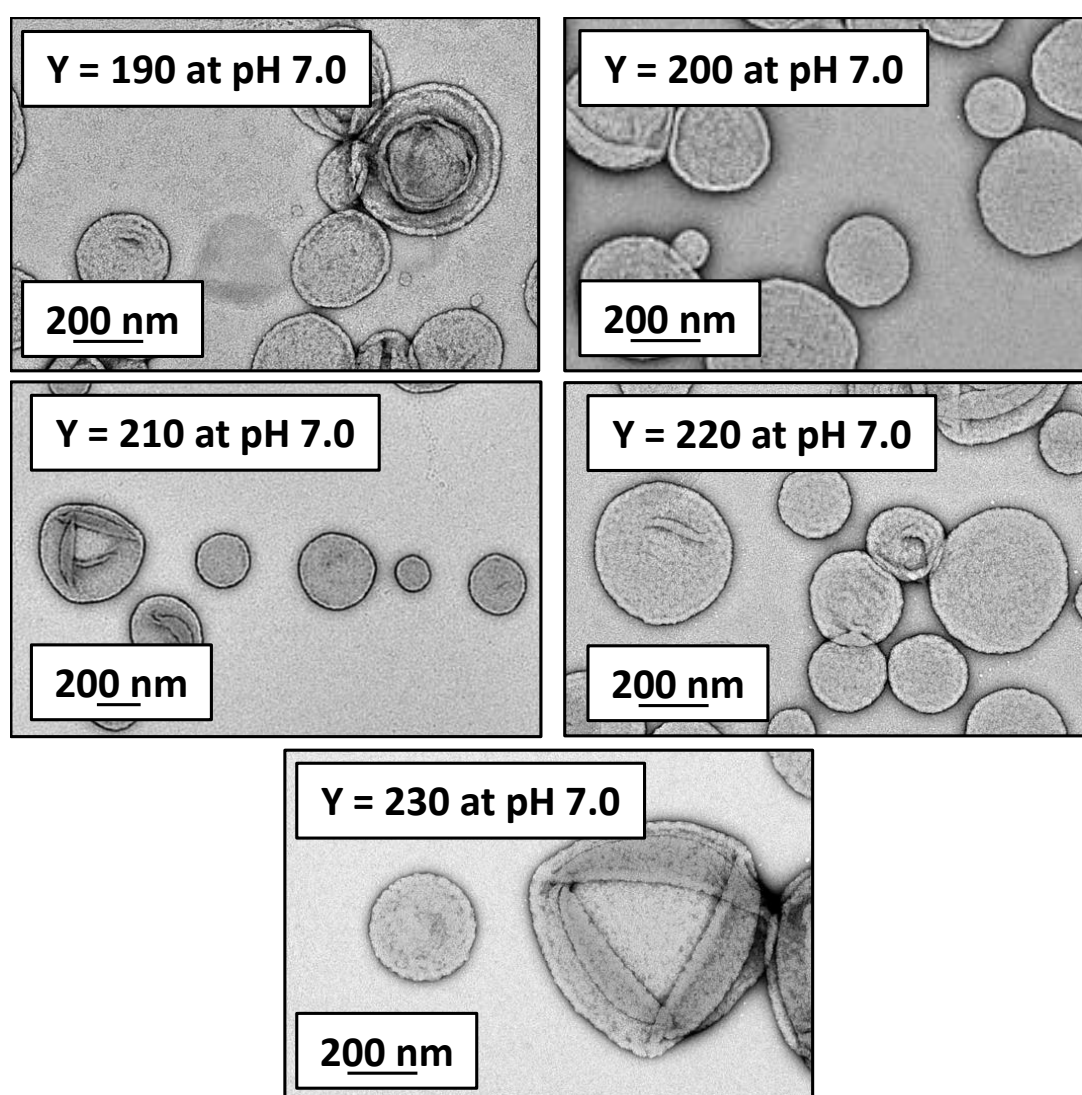 Y = 190 at pH 7.0
200 nm
Y = 200 at pH 7.0
200 nm
Y = 210 at pH 7.0
200 nm
Y = 220 at pH 7.0
200 nm
Y = 230 at pH 7.0
200 nm